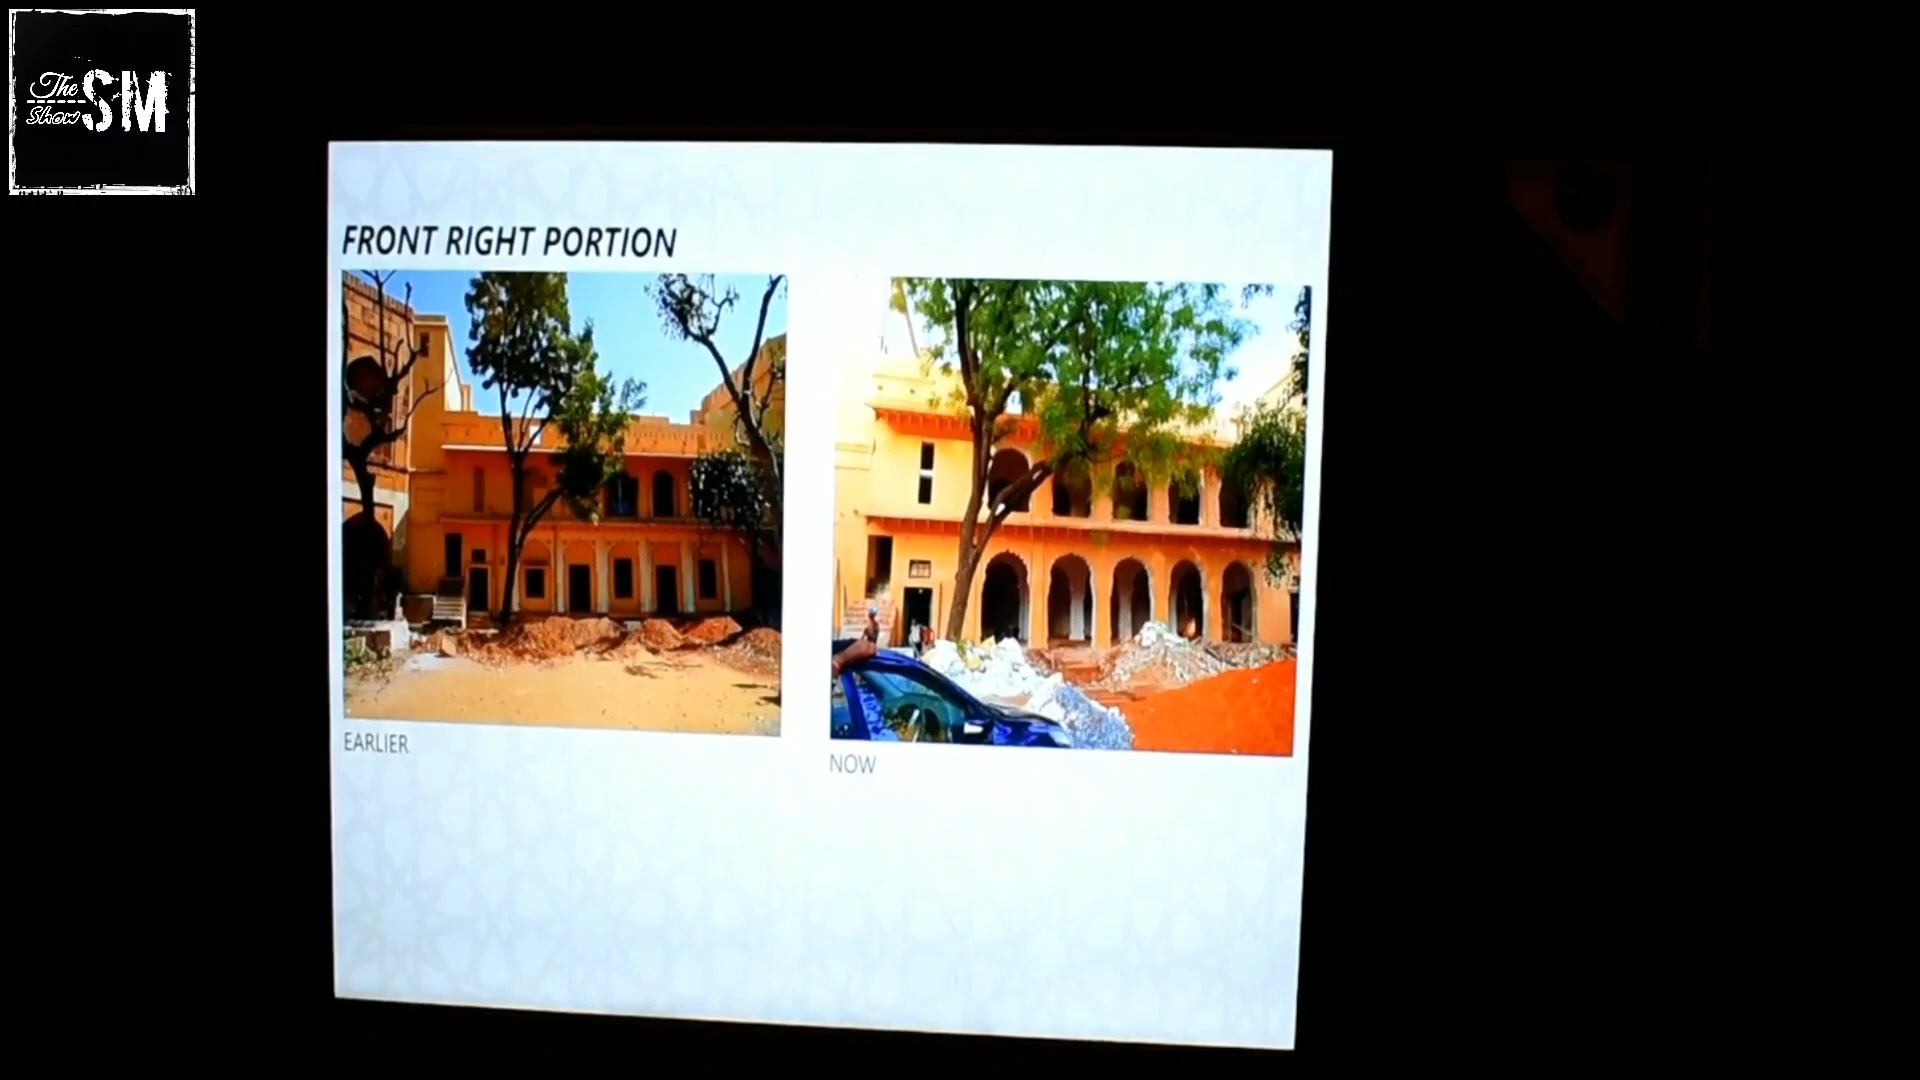 The SM
Show
FRONT RIGHT PORTION
EARLIER
NOW